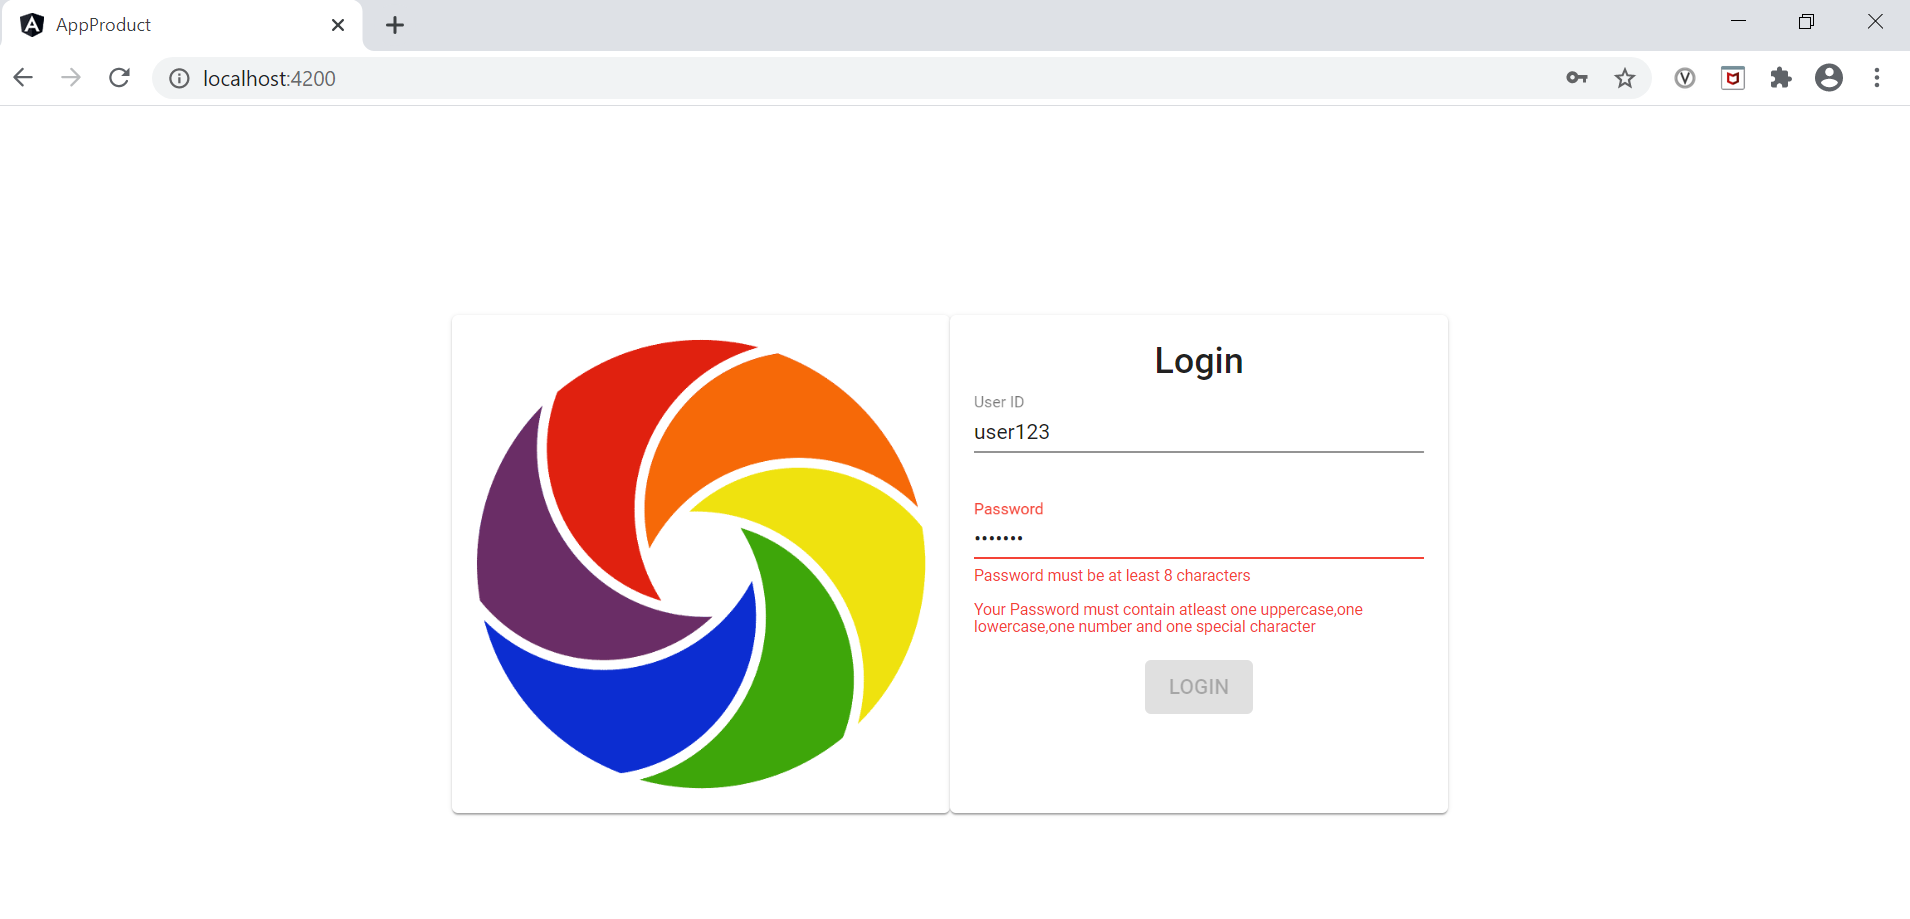 AppProduct
localhost:4200
Login
User ID
user123
Password
•••••••
Password must be at least 8 characters
Your Password must contain atleast one uppercase,one
lowercase,one number and one special character
LOGIN